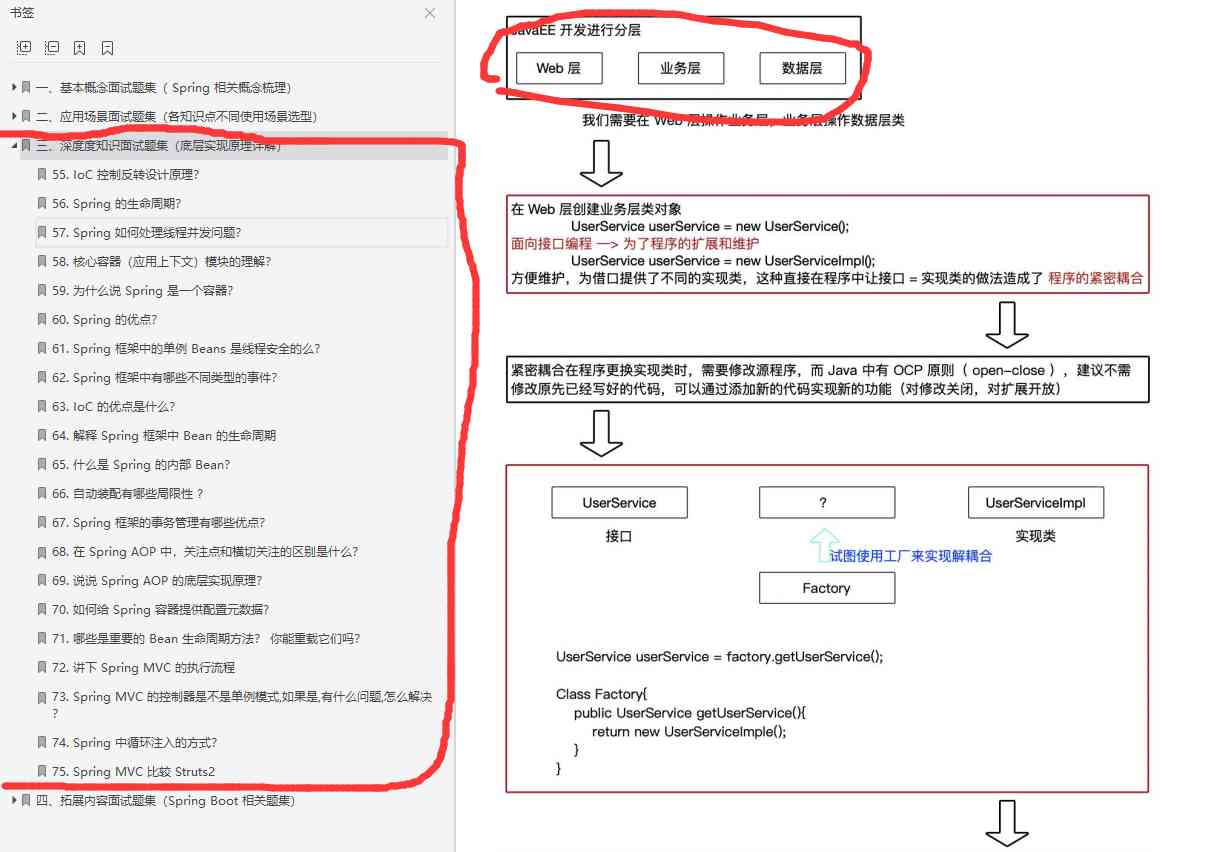 书签
一、基本概念面试题集（ Spring 相关概念梳理）
二、应用场景面试题集（各知识点不同使用场景选型）
三、深度度知识面试题集（底层实现原理详解）
55. IoC 控制反转设计原理?
56. Spring 的生命周期?
57. Spring 如何处理线程并发问题?
58. 核心容器（应用上下文）模块的理解?
59. 为什么说 Spring 是一个容器?
60. Spring 的优点?
61. Spring 框架中的单例 Beans 是线程安全的么?
62. Spring 框架中有哪些不同类型的事件?
63. IoC 的优点是什么?
64. 解释 Spring 框架中 Bean 的生命周期
65. 什么是 Spring 的内部 Bean?
66. 自动装配有哪些局限性 ?
67. Spring 框架的事务管理有哪些优点?
68. 在 Spring AOP 中，关注点和横切关注的区别是什么?
69. 说说 Spring AOP 的底层实现原理?
70. 如何给 Spring 容器提供配置元数据?
71. 哪些是重要的 Bean 生命周期方法? 你能重载它们吗?
72. 讲下 Spring MVC 的执行流程
73. Spring MVC 的控制器是不是单例模式,如果是,有什么问题,怎么解决
?
74. Spring 中循环注入的方式?
75. Spring MVC 比较 Struts2
四、拓展内容面试题集（Spring Boot 相关题集）
JavaEE 开发进行分层
Web 层
业务层
数据层
我们需要在 Web 层操作业务层，业务层操作数据层类
在 Web 层创建业务层类对象
UserService userService = new UserService();
面向接口编程 —> 为了程序的扩展和维护
UserService userService = new UserServiceImpl();
方便维护，为借口提供了不同的实现类，这种直接在程序中让接口 = 实现类的做法造成了 程序的紧密耦合
紧密耦合在程序更换实现类时，需要修改源程序，而 Java 中有 OCP 原则（ open-close ），建议不需
修改原先已经写好的代码，可以通过添加新的代码实现新的功能（对修改关闭，对扩展开放）
UserService
?
UserServiceImpl
接口
实现类
试图使用工厂来实现解耦合
Factory
UserService userService = factory.getUserService();
Class Factory{
public UserService getUserService(){
return new UserServiceImple();
}
}